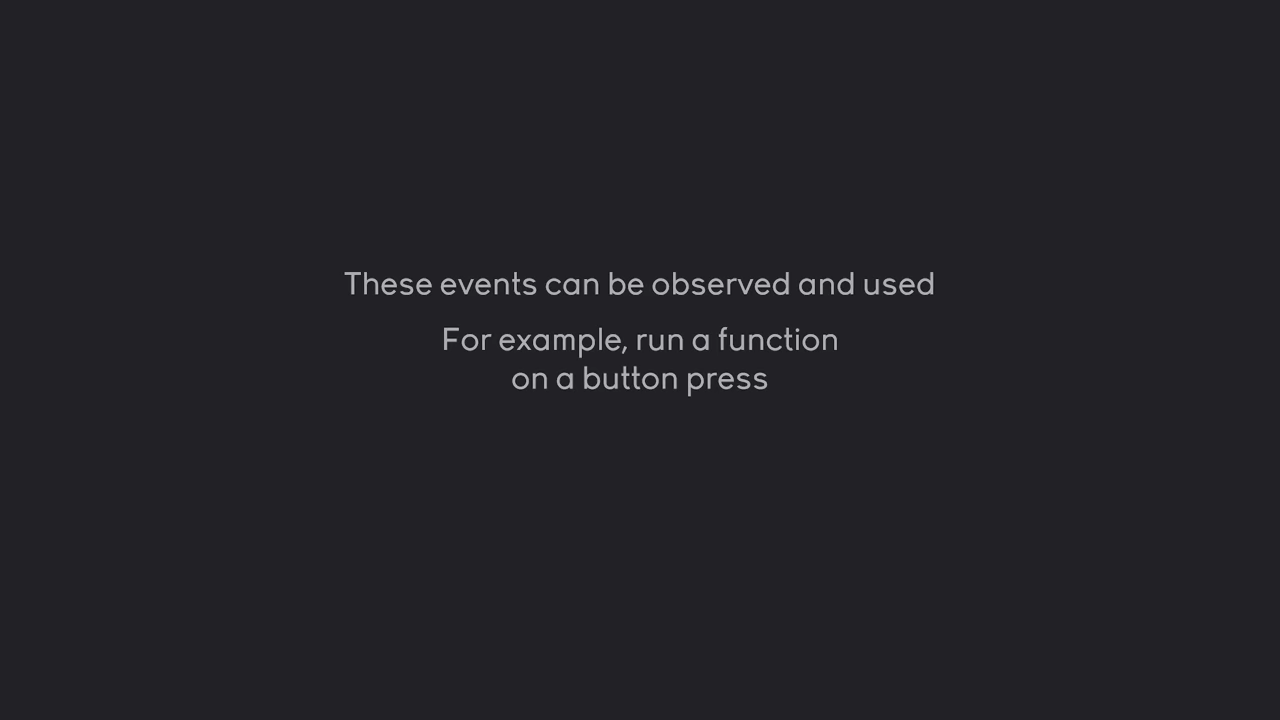 These events can be observed and used
For example, run a function
on a button press